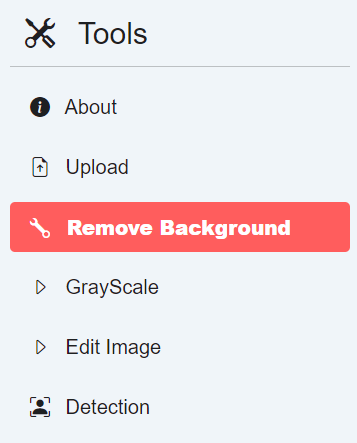 Tools
About
Upload
Remove Background
GrayScale
Edit Image
Detection